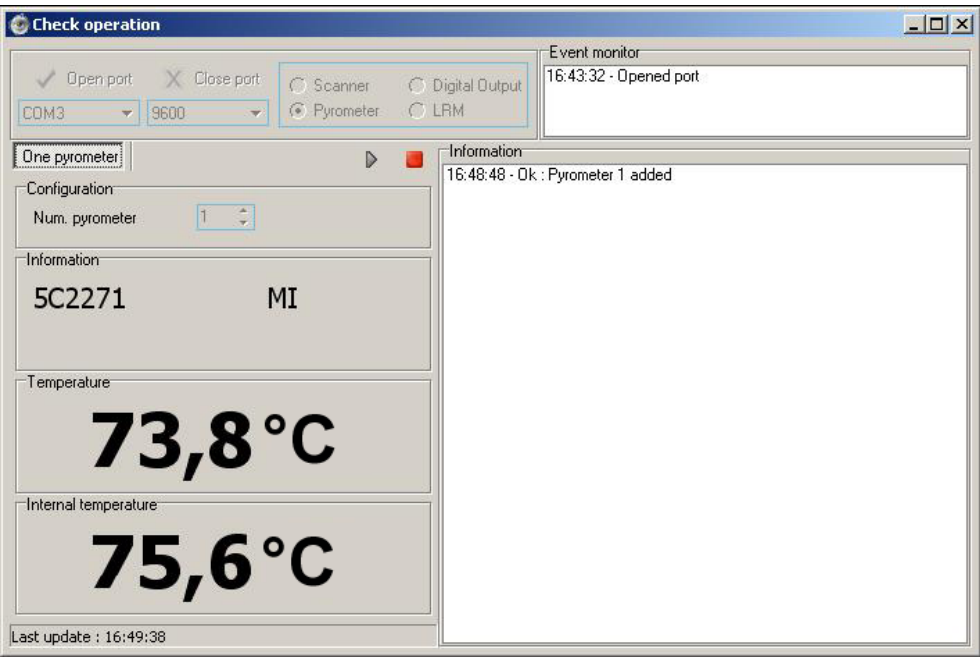 Check operation
Open port Close port
COM3 9600
Scanner Digital Output
Pyrometer LRM
Event monitor
16:43:32 - Opened port
One pyrometer
Configuration
Num. pyrometer 1
Information
5C2271 MI
Temperature
73,8°C
Internal temperature
75,6°C
Last update : 16:49:38
Information
16:48:48 - Ok : Pyrometer 1 added